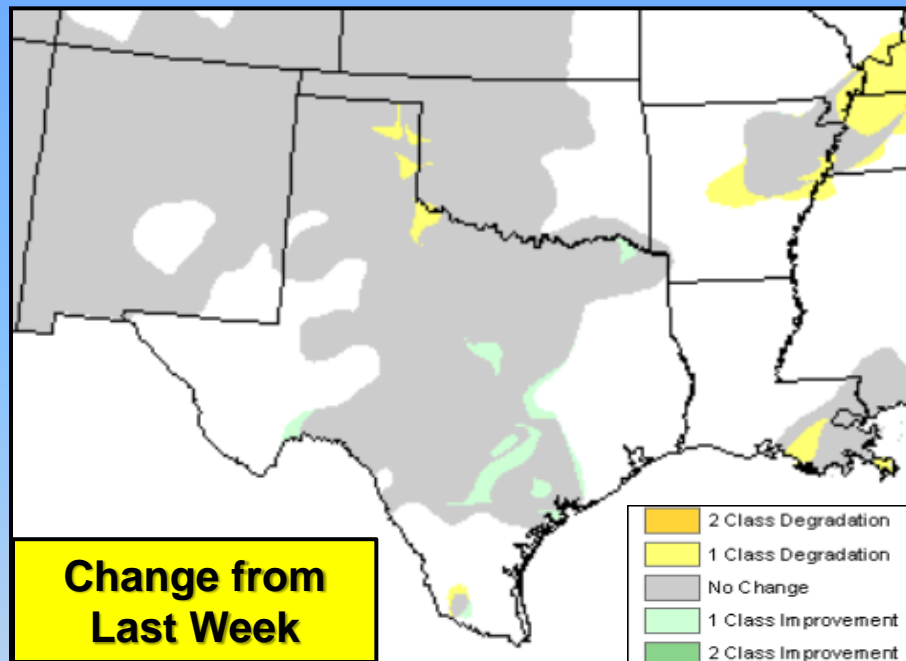 Change from
Last Week
2 Class Degradation
1 Class Degradation
No Change
1 Class Improvement
2 Class Improvement